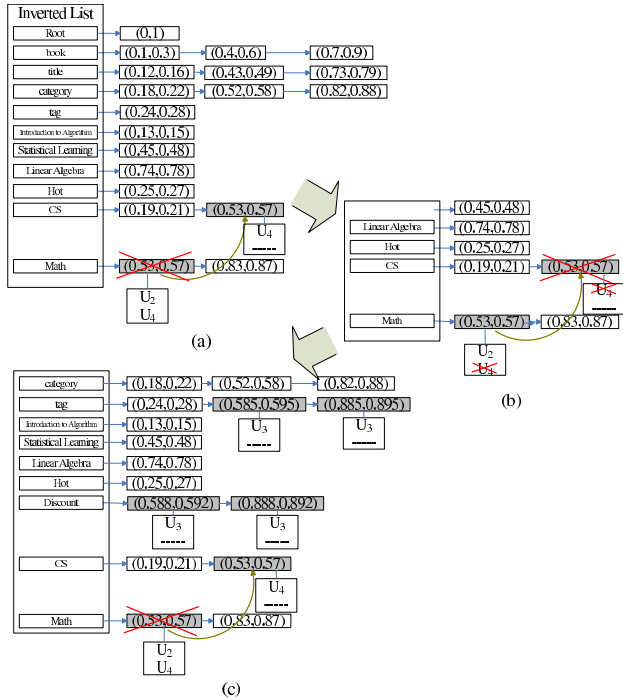 Inverted List
Root (0,1)
book (0.1,0.3) (0.4,0.6) (0.7,0.9)
title (0.12,0.16) (0.43,0.49) (0.73,0.79)
category (0.18,0.22) (0.52,0.58) (0.82,0.88)
tag (0.24,0.28)
Introduction to Algorithm (0.13,0.15)
Statistical Learning (0.45,0.48)
Linear Algebra (0.74,0.78)
Hot (0.25,0.27)
CS (0.19,0.21) (0.53,0.57)
U4
-----
Math (0.53,0.57) (0.83,0.87)
U2
U4
(a)
(0.45,0.48)
Linear Algebra (0.74,0.78)
Hot (0.25,0.27)
CS (0.19,0.21) (0.53,0.57)
U4
-----
Math (0.53,0.57) (0.83,0.87)
U2
U4
(b)
category (0.18,0.22) (0.52,0.58) (0.82,0.88)
tag (0.24,0.28) (0.585,0.595) (0.885,0.895)
U3 U3
----- -----
Introduction to Algorithm (0.13,0.15)
Statistical Learning (0.45,0.48)
Linear Algebra (0.74,0.78)
Hot (0.25,0.27)
Discount (0.588,0.592) (0.888,0.892)
U3 U3
----- -----
CS (0.19,0.21) (0.53,0.57)
U4
-----
Math (0.53,0.57) (0.83,0.87)
U2
U4
(c)